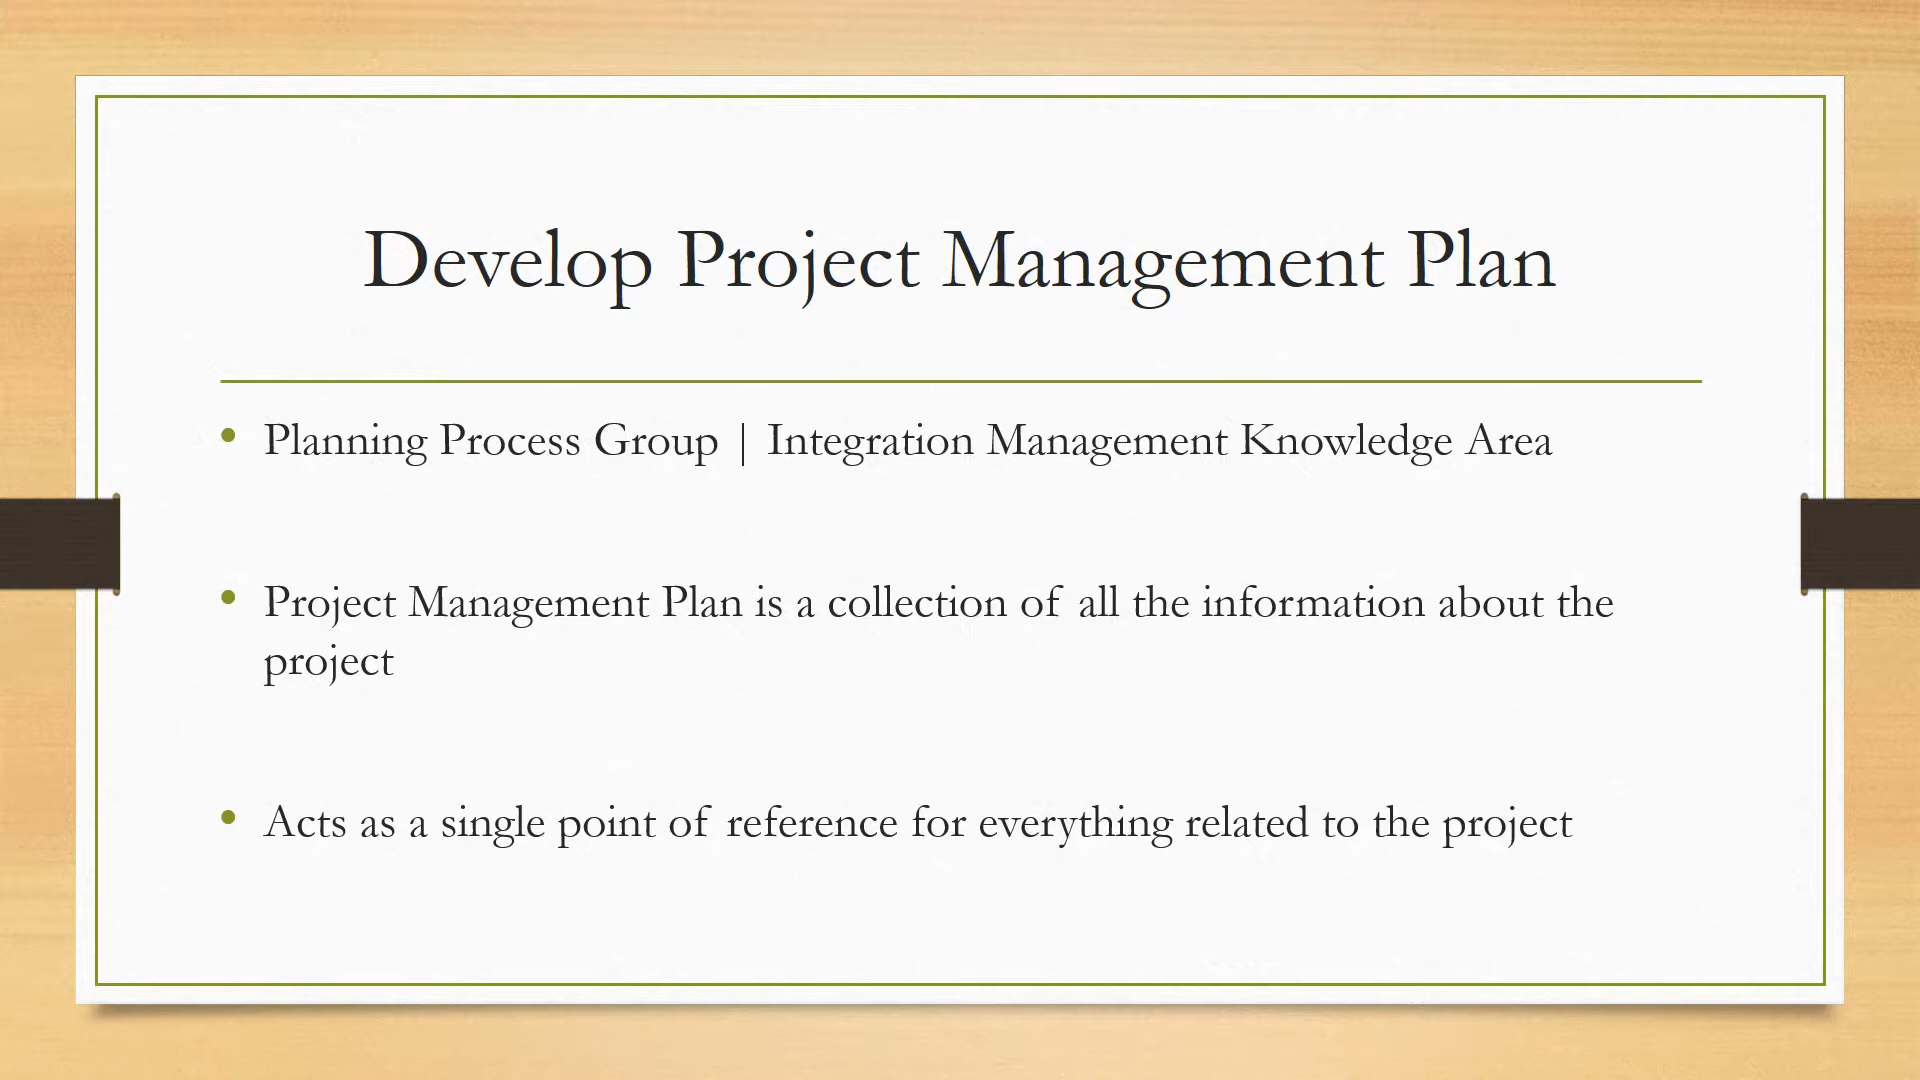 Develop Project Management Plan
• Planning Process Group | Integration Management Knowledge Area
• Project Management Plan is a collection of all the information about the
project
• Acts as a single point of reference for everything related to the project